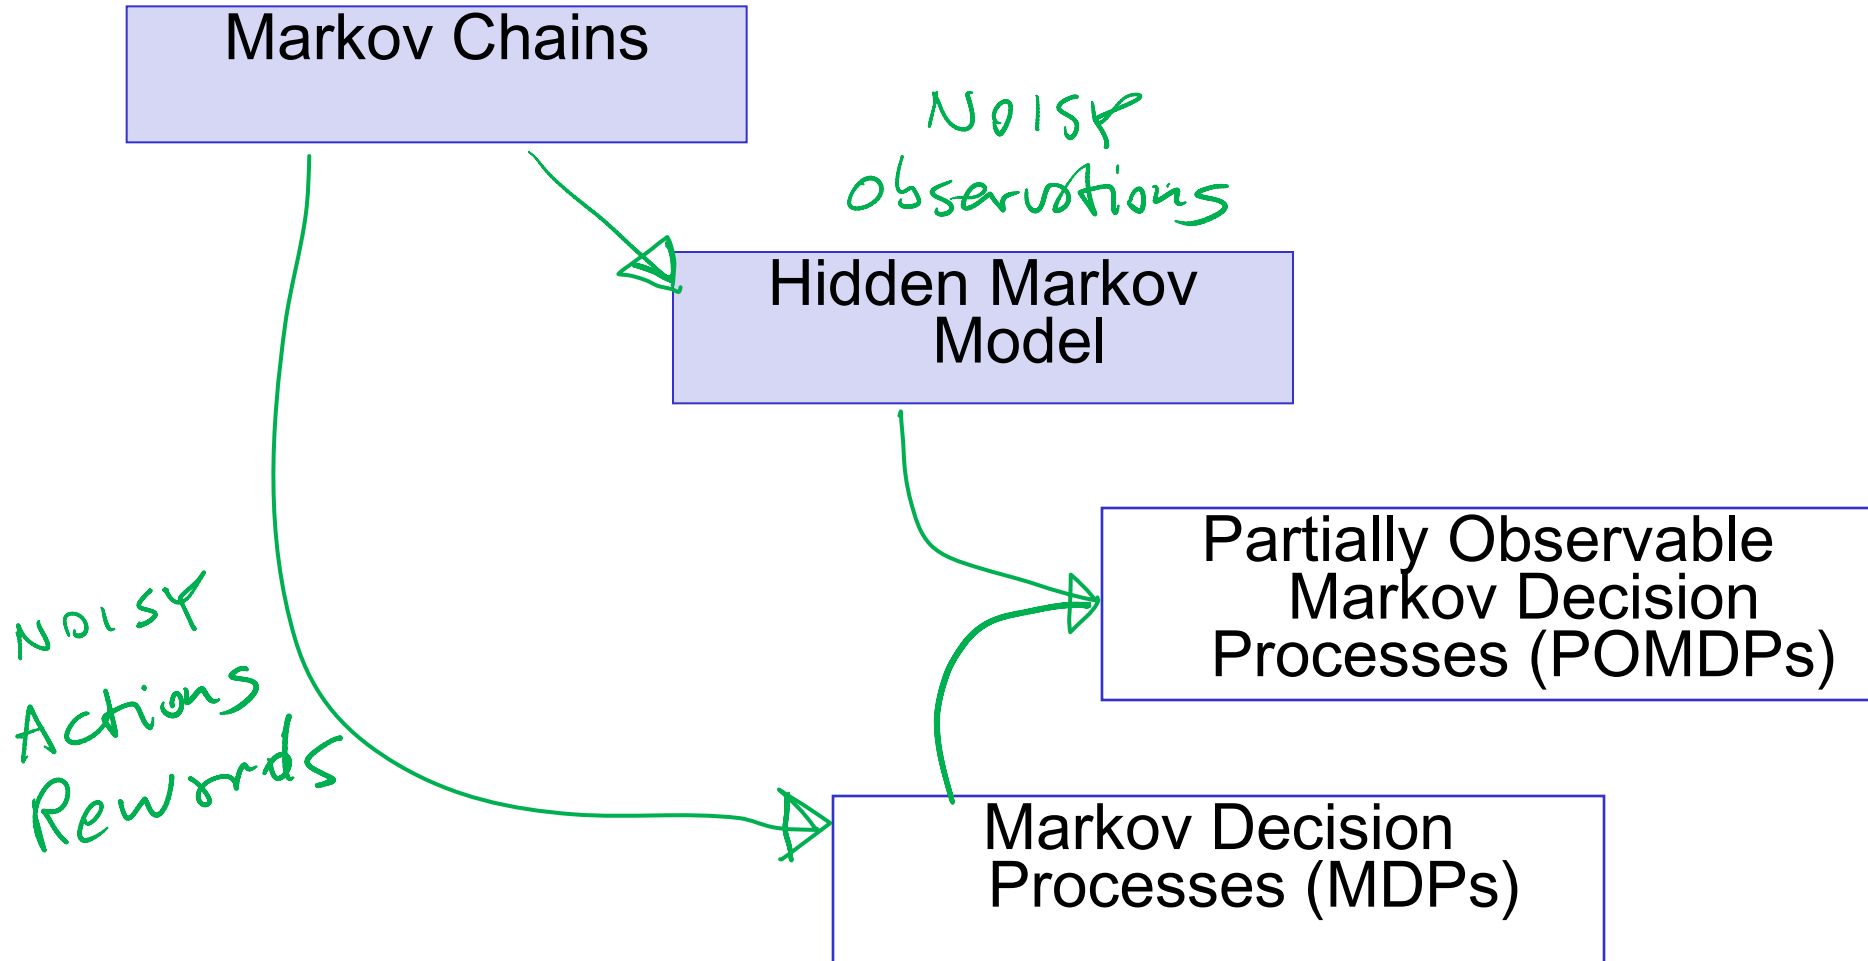 Markov Chains
NOISY
Observations
Hidden Markov
Model
Partially Observable
Markov Decision
Processes (POMDPs)
NOISY
Actions
Rewards
Markov Decision
Processes (MDPs)